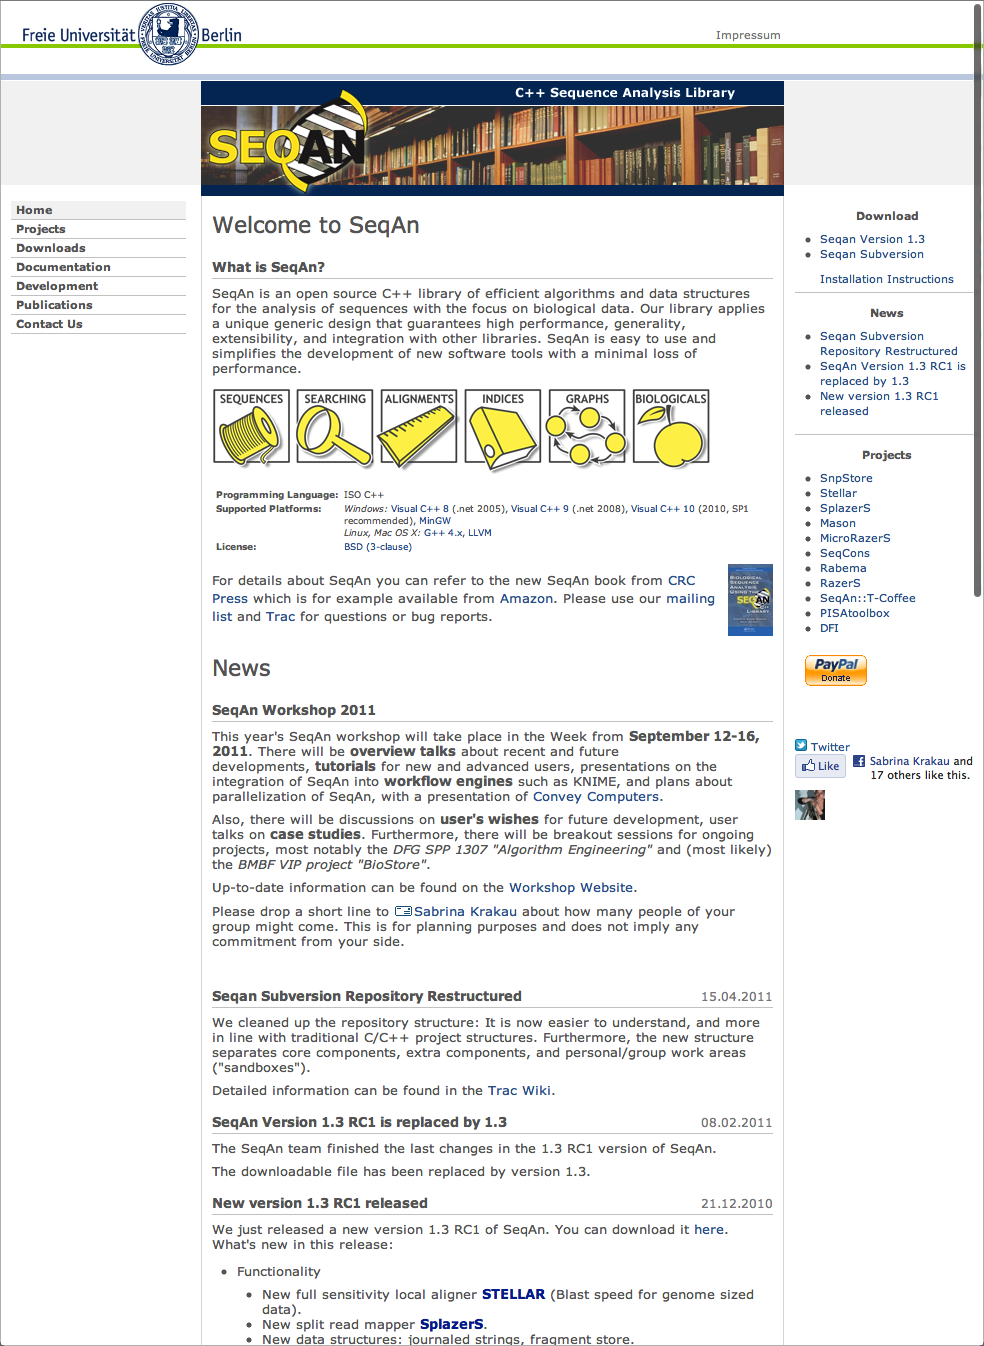 Freie Universität Berlin
Impressum
C++ Sequence Analysis Library
SEQAN
Home
Projects
Downloads
Documentation
Development
Publications
Contact Us
Welcome to SeqAn
What is SeqAn?
SeqAn is an open source C++ library of efficient algorithms and data structures
for the analysis of sequences with the focus on biological data. Our library applies
a unique generic design that guarantees high performance, generality,
extensibility, and integration with other libraries. SeqAn is easy to use and
simplifies the development of new software tools with a minimal loss of
performance.
SEQUENCES SEARCHING ALIGNMENTS INDICES GRAPHS BIOLOGICALS
Programming Language: ISO C++
Supported Platforms: Windows: Visual C++ 8 (.net 2005), Visual C++ 9 (.net 2008), Visual C++ 10 (2010, SP1
recommended), MinGW
Linux, Mac OS X: G++ 4.x, LLVM
License: BSD (3-clause)
For details about SeqAn you can refer to the new SeqAn book from CRC
Press which is for example available from Amazon. Please use our mailing
list and Trac for questions or bug reports.
BIOLOGICAL
SEQUENCE
ANALYSIS
USING THE
SEQAN
C++
LIBRARY
News
SeqAn Workshop 2011
This year's SeqAn workshop will take place in the Week from September 12-16,
2011. There will be overview talks about recent and future
developments, tutorials for new and advanced users, presentations on the
integration of SeqAn into workflow engines such as KNIME, and plans about
parallelization of SeqAn, with a presentation of Convey Computers.
Also, there will be discussions on user's wishes for future development, user
talks on case studies. Furthermore, there will be breakout sessions for ongoing
projects, most notably the DFG SPP 1307 "Algorithm Engineering" and (most likely)
the BMBF VIP project "BioStore".
Up-to-date information can be found on the Workshop Website.
Please drop a short line to Sabrina Krakau about how many people of your
group might come. This is for planning purposes and does not imply any
commitment from your side.
Seqan Subversion Repository Restructured 15.04.2011
We cleaned up the repository structure: It is now easier to understand, and more
in line with traditional C/C++ project structures. Furthermore, the new structure
separates core components, extra components, and personal/group work areas
("sandboxes").
Detailed information can be found in the Trac Wiki.
SeqAn Version 1.3 RC1 is replaced by 1.3 08.02.2011
The SeqAn team finished the last changes in the 1.3 RC1 version of SeqAn.
The downloadable file has been replaced by version 1.3.
New version 1.3 RC1 released 21.12.2010
We just released a new version 1.3 RC1 of SeqAn. You can download it here.
What's new in this release:
Functionality
New full sensitivity local aligner STELLAR (Blast speed for genome sized
data).
New split read mapper SplazerS.
New data structures: journaled strings, fragment store.
Download
Seqan Version 1.3
Seqan Subversion
Installation Instructions
News
Seqan Subversion
Repository Restructured
SeqAn Version 1.3 RC1 is
replaced by 1.3
New version 1.3 RC1
released
Projects
SnpStore
Stellar
SplazerS
Mason
MicroRazerS
SeqCons
Rabema
RazerS
SeqAn::T-Coffee
PISAtoolbox
DFI
PayPal
Donate
Twitter
Like
Sabrina Krakau and
17 others like this.